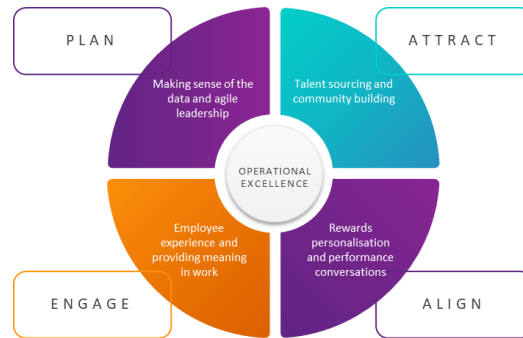 PLAN
ATTRACT
Making sense of the
data and agile
leadership
Talent sourcing and
community building
OPERATIONAL
EXCELLENCE
Employee
experience and
providing meaning
in work
Rewards
personalisation
and performance
conversations
ENGAGE
ALIGN